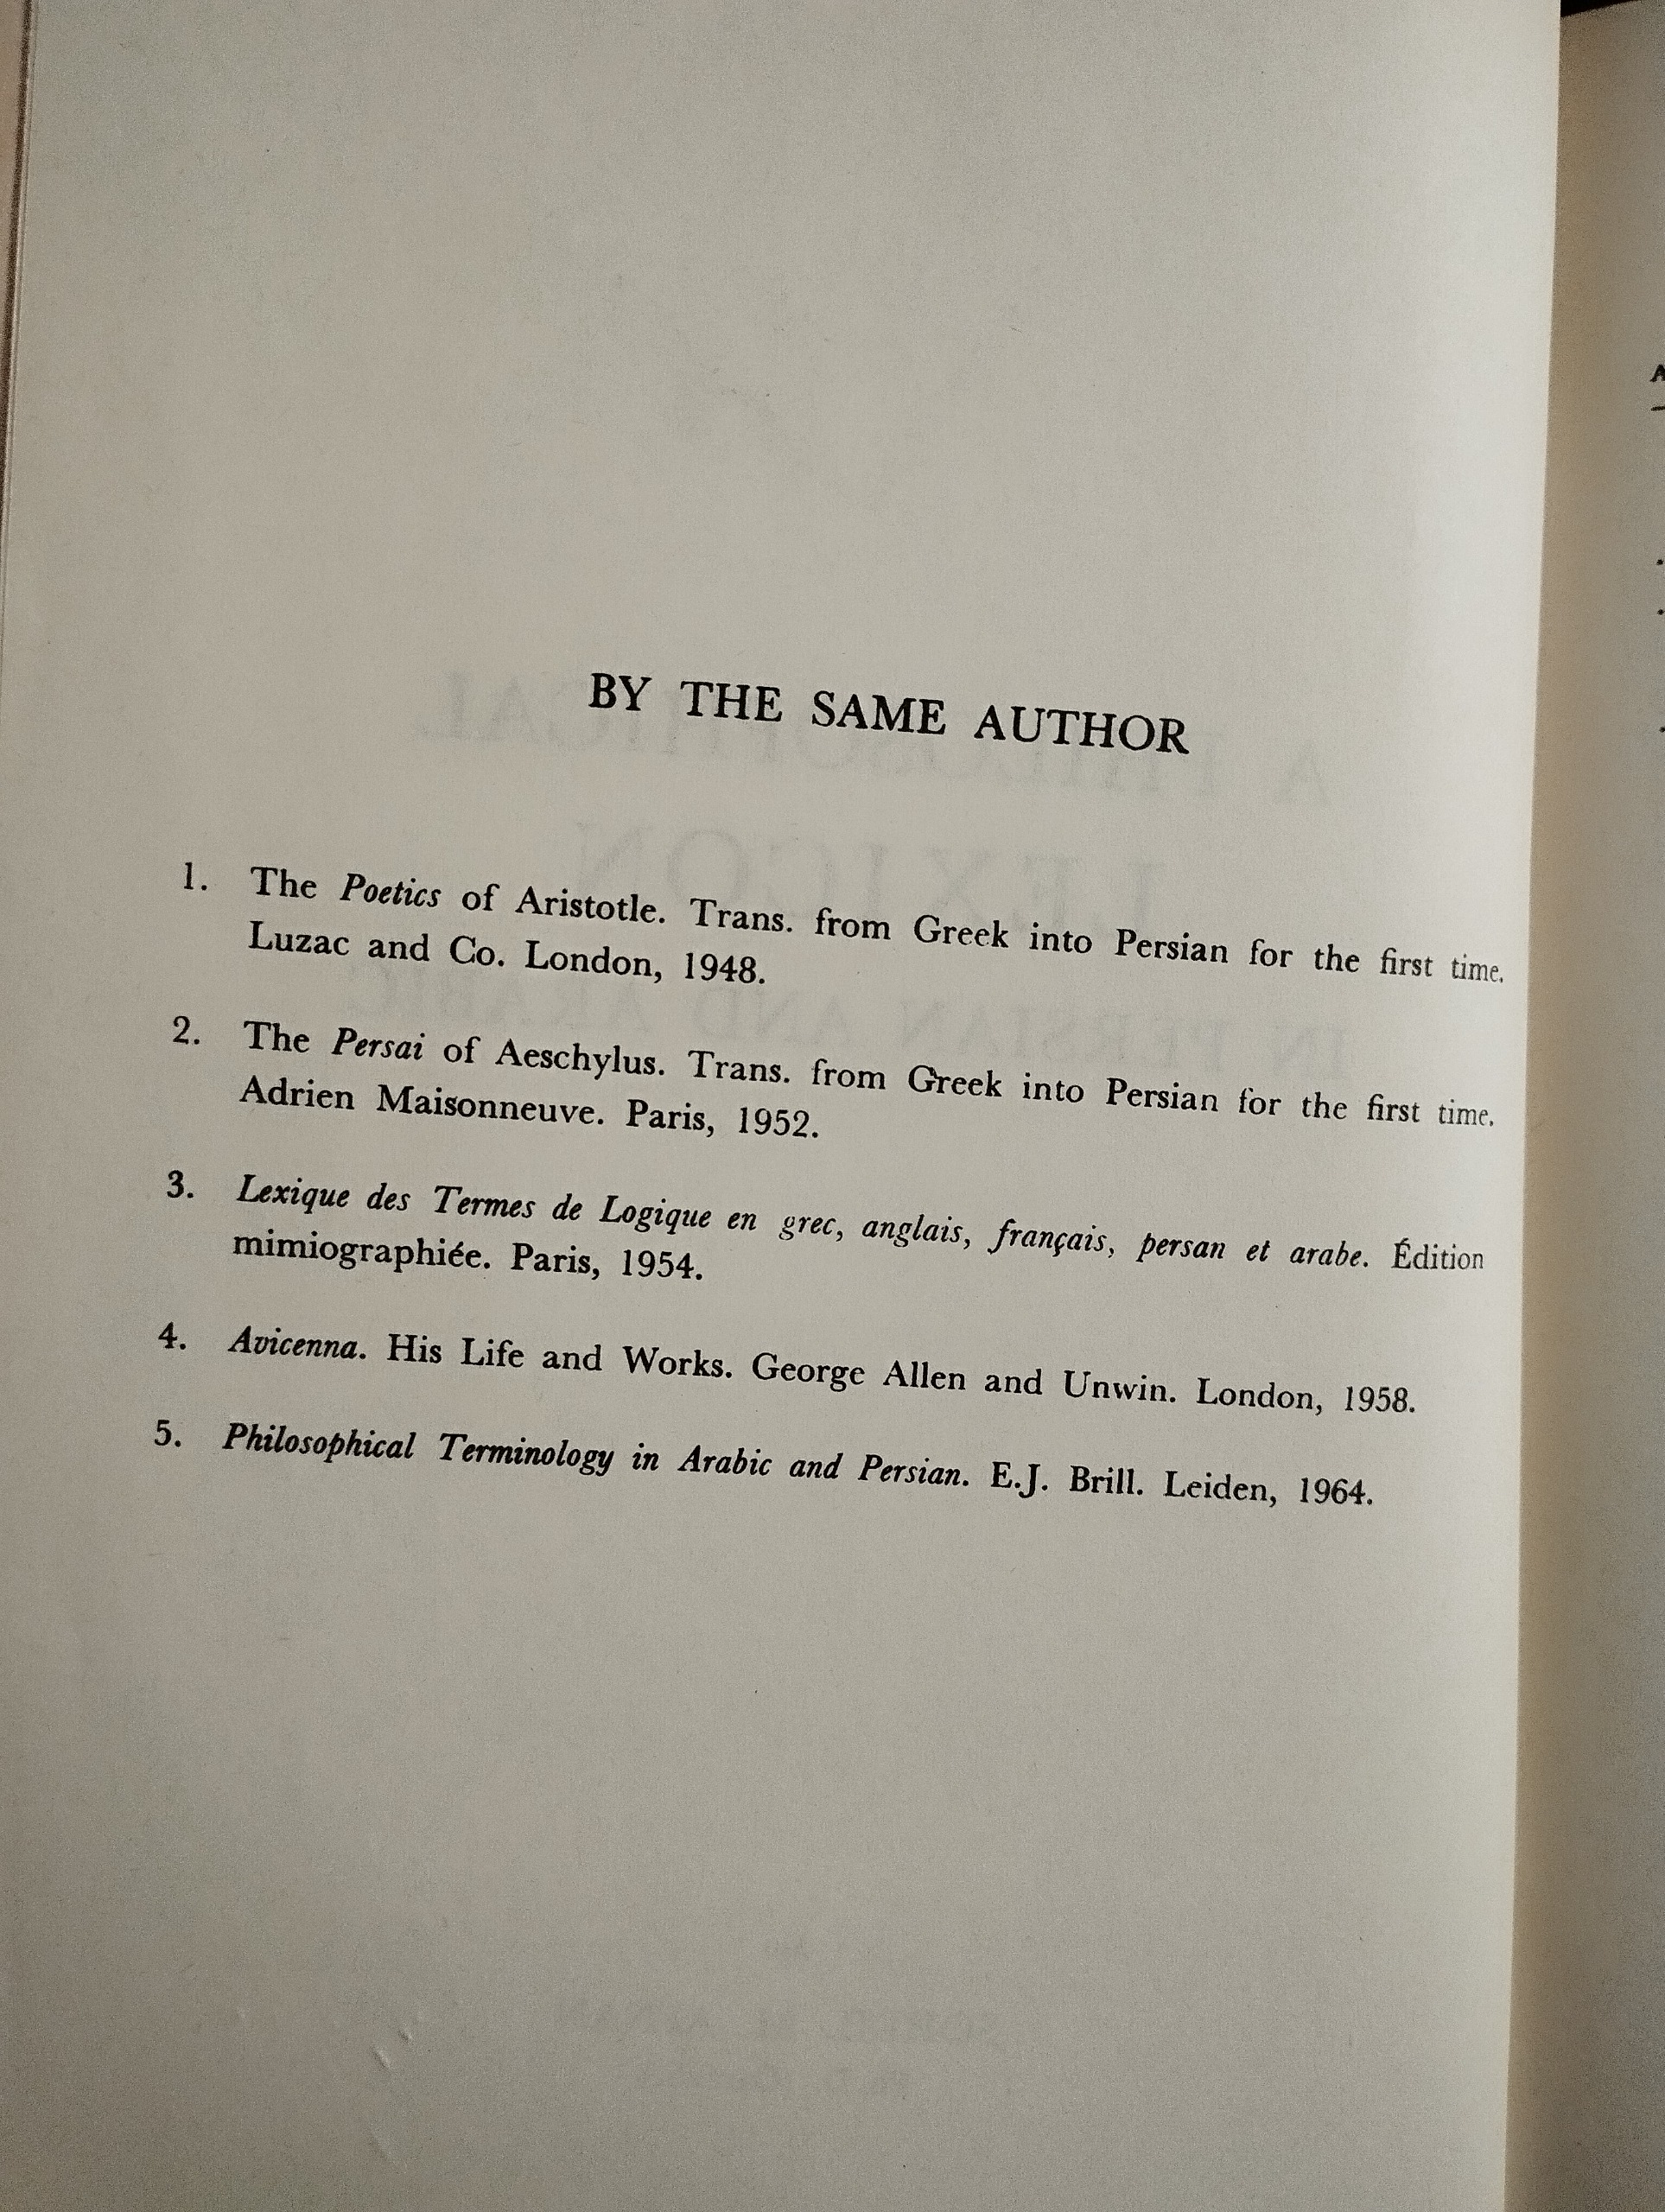 BY THE SAME AUTHOR
1. The Poetics of Aristotle. Trans. from Greek into Persian for the first time.
Luzac and Co. London, 1948.
2. The Persai of Aeschylus. Trans. from Greek into Persian for the first time.
Adrien Maisonneuve. Paris, 1952.
3. Lexique des Termes de Logique en grec, anglais, français, persan et arabe. Édition
mimiographiée. Paris, 1954.
4. Avicenna. His Life and Works. George Allen and Unwin. London, 1958.
5. Philosophical Terminology in Arabic and Persian. E.J. Brill. Leiden, 1964.